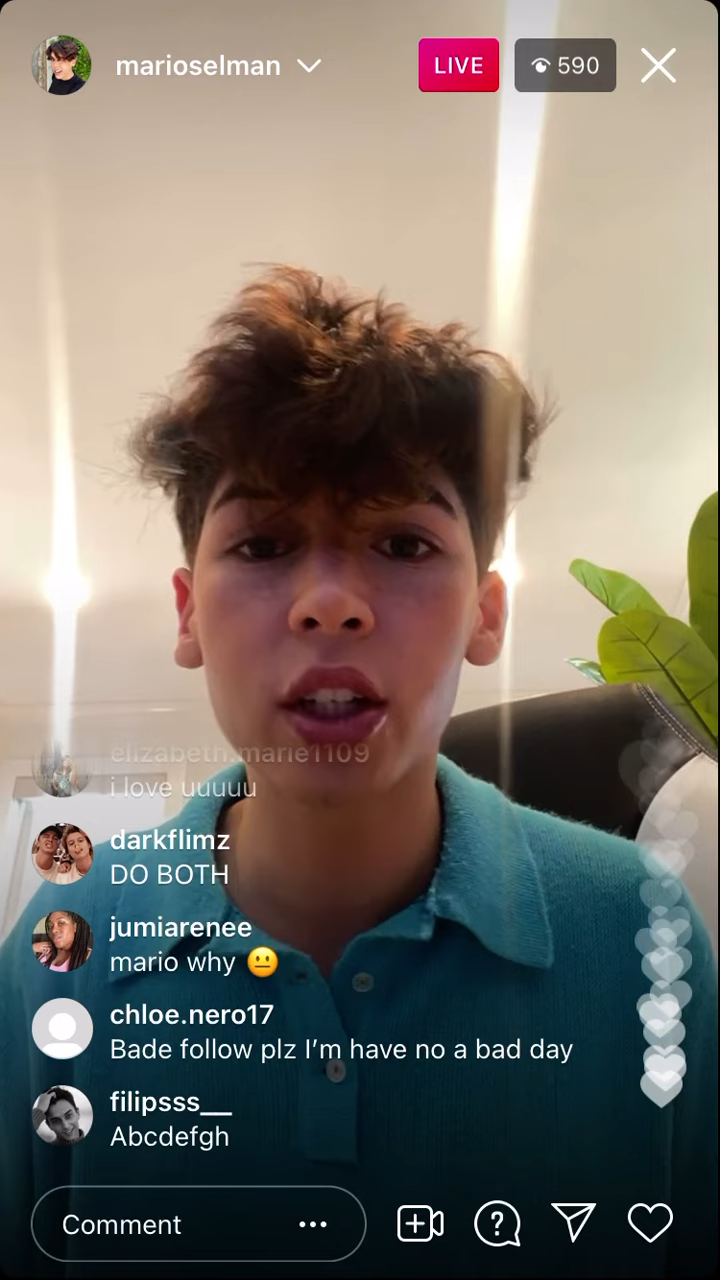 marioselman
LIVE
590
elizabeth.marie1109
i love uuuuu
darkflimz
DO BOTH
jumiarenee
mario why 😐
chloe.nero17
Bade follow plz I’m have no a bad day
filipsss__
Abcdefgh
Comment